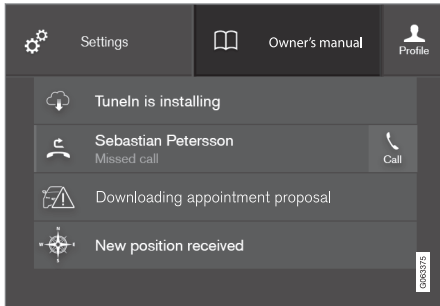 Settings
Owner's manual
Profile
TuneIn is installing
Sebastian Petersson
Missed call
Call
Downloading appointment proposal
New position received
G063375